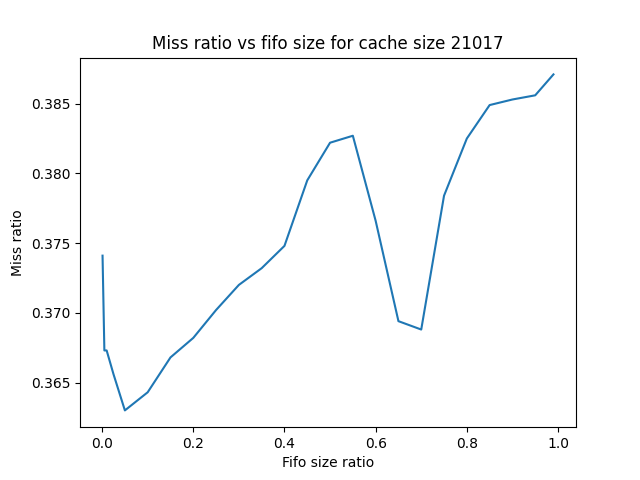 Miss ratio vs fifo size for cache size 21017
0.385
0.380
0.375
0.370
0.365
Miss ratio
0.0 0.2 0.4 0.6 0.8 1.0
Fifo size ratio